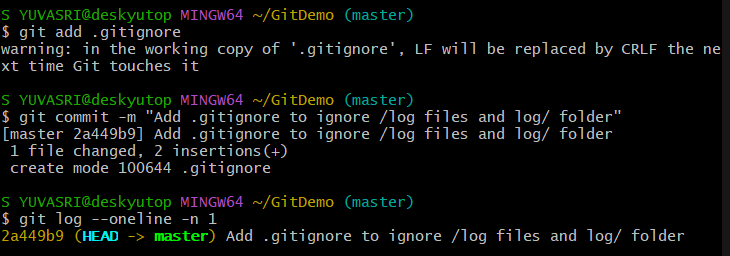 S YUVASRI@deskyutop MINGW64 ~/GitDemo (master)
$ git add .gitignore
warning: in the working copy of '.gitignore', LF will be replaced by CRLF the ne
xt time Git touches it
S YUVASRI@deskyutop MINGW64 ~/GitDemo (master)
$ git commit -m "Add .gitignore to ignore /log files and log/ folder"
[master 2a449b9] Add .gitignore to ignore /log files and log/ folder
 1 file changed, 2 insertions(+)
 create mode 100644 .gitignore
S YUVASRI@deskyutop MINGW64 ~/GitDemo (master)
$ git log --oneline -n 1
2a449b9 (HEAD -> master) Add .gitignore to ignore /log files and log/ folder